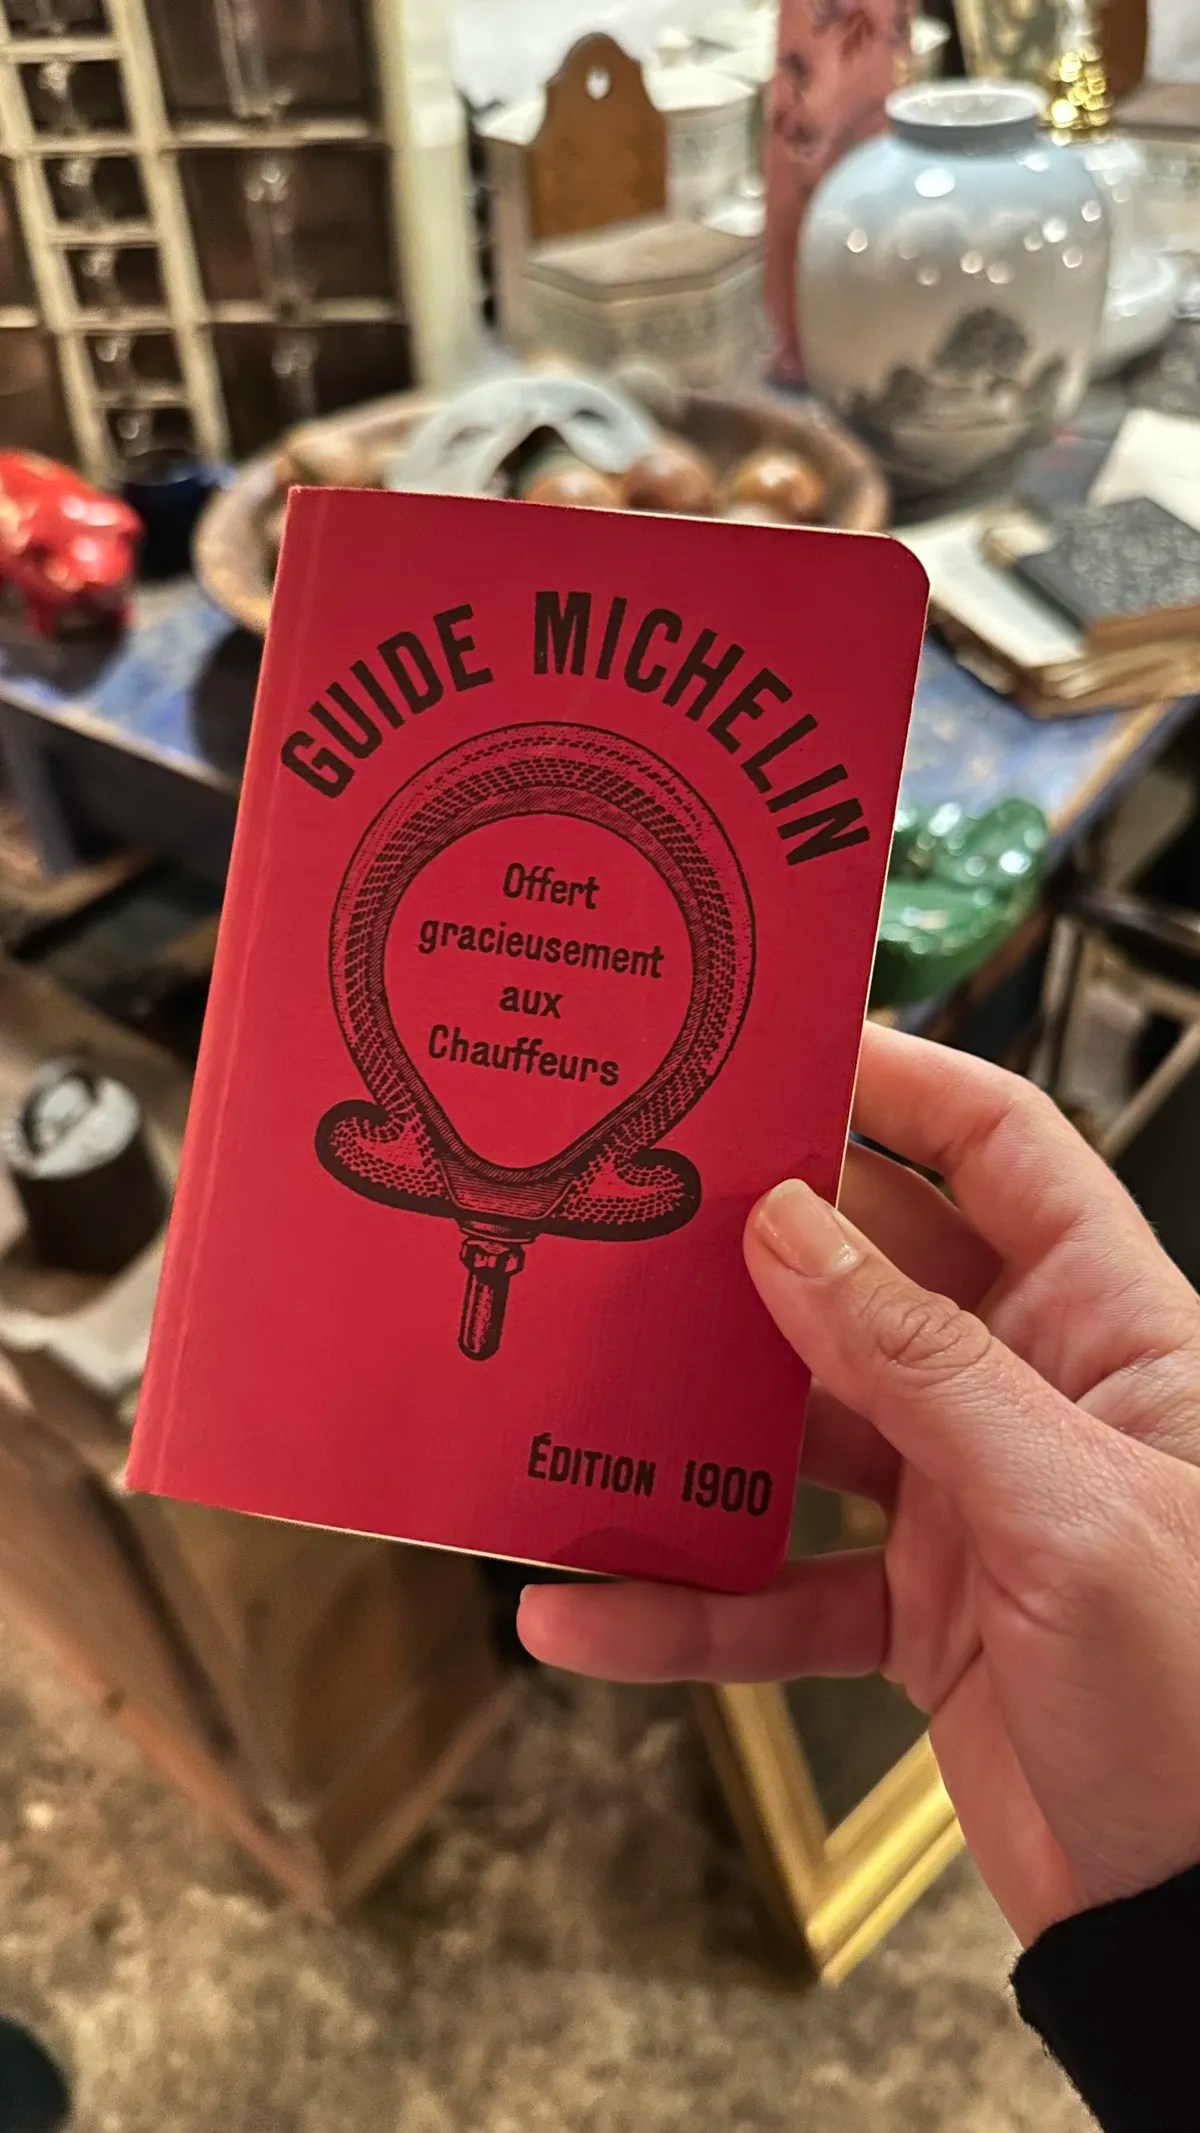 GUIDE MICHELIN
Offert
gracieusement
aux
Chauffeurs
ÉDITION 1900